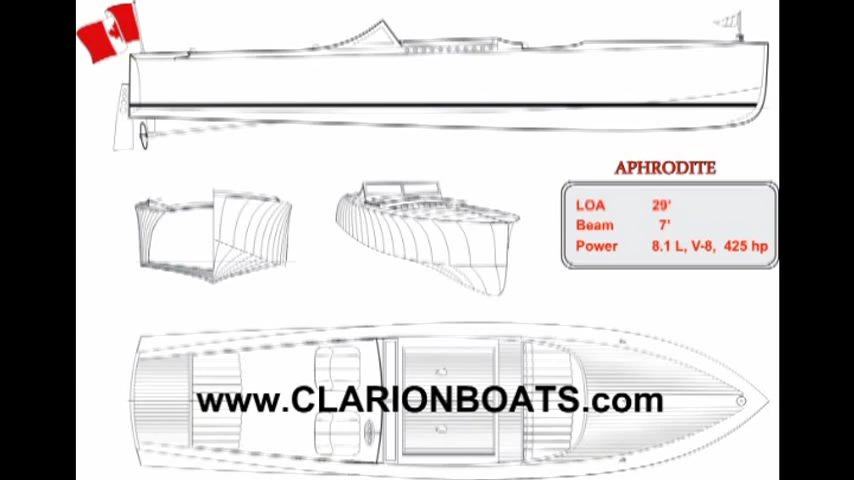 APHRODITE
LOA 29'
Beam 7'
Power 8.1 L, V-8, 425 hp
www.CLARIONBOATS.com